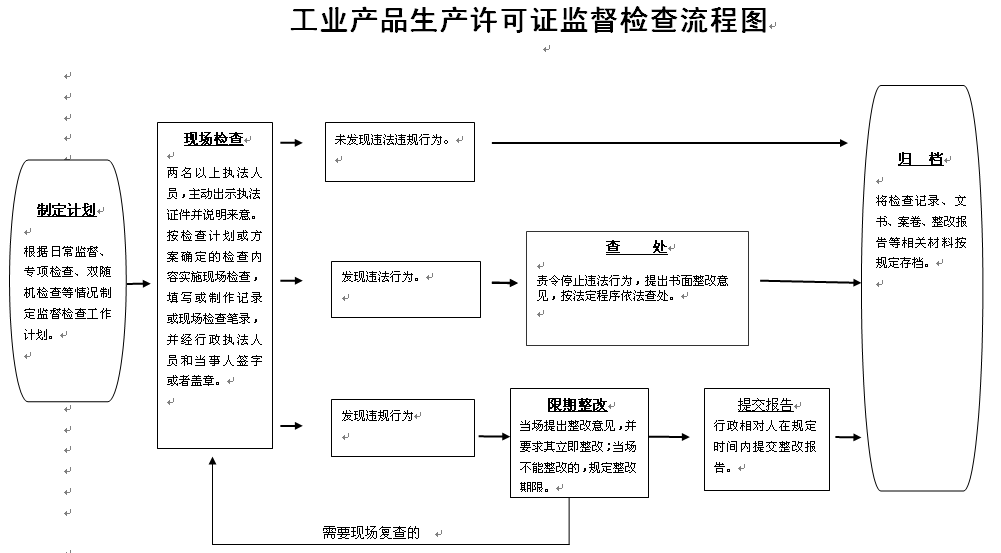 工业产品生产许可证监督检查流程图
制定计划
根据日常监督、
专项检查、双随
机检查等情况制
定监督检查工作
计划。
现场检查
两名以上执法人
员，主动出示执法
证件并说明来意。
按检查计划或方
案确定的检查内
容实施现场检查，
填写或制作记录
或现场检查笔录，
并经行政执法人
员和当事人签字
或者盖章。
未发现违法违规行为。
发现违法行为。
查 处
责令停止违法行为，提出书面整改意
见，按法定程序依法查处。
发现违规行为
限期整改
当场提出整改意见，并
要求其立即整改；当场
不能整改的，规定整改
期限。
提交报告
行政相对人在规定
时间内提交整改报
告。
需要现场复查的
归 档
将检查记录、文
书、案卷、整改报
告等相关材料按
规定存档。